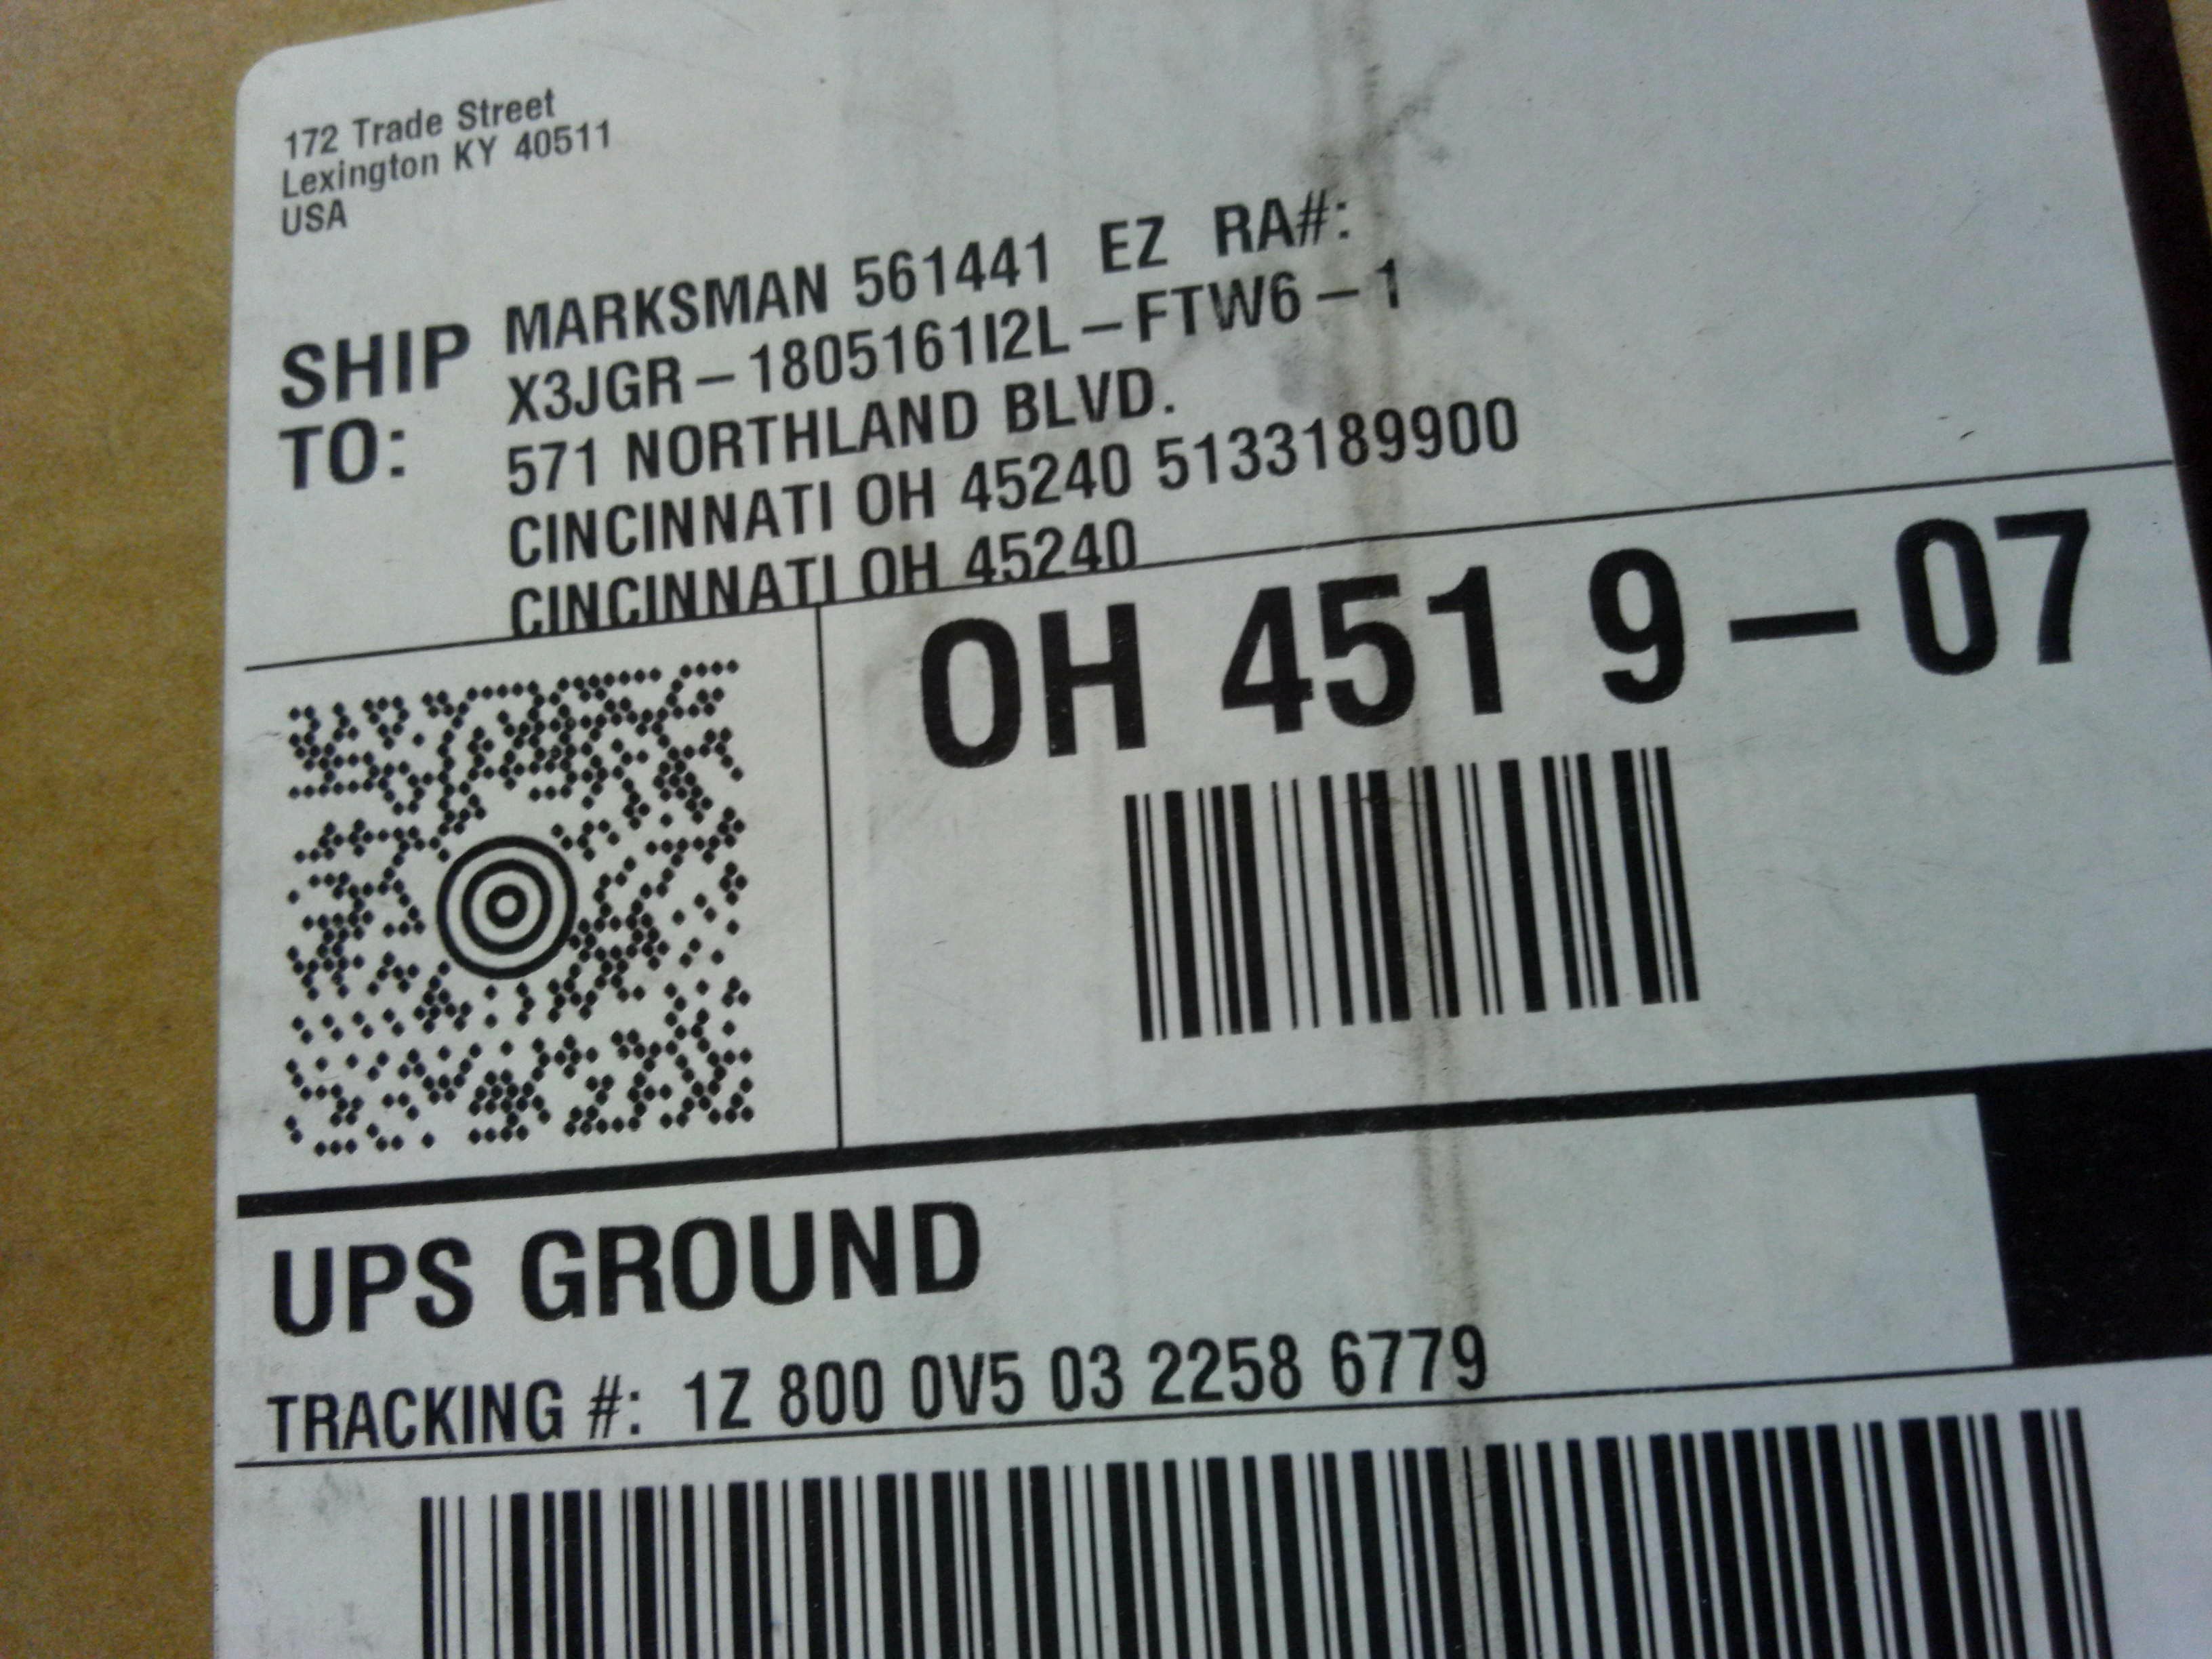 172 Trade Street
Lexington KY 40511
USA
SHIP TO:
MARKSMAN 561441 EZ RA#:
X3JGR-1805161I2L-FTW6-1
571 NORTHLAND BLVD.
CINCINNATI OH 45240 5133189900
CINCINNATI OH 45240
OH 451 9-07
UPS GROUND
TRACKING #: 1Z 800 0V5 03 2258 6779